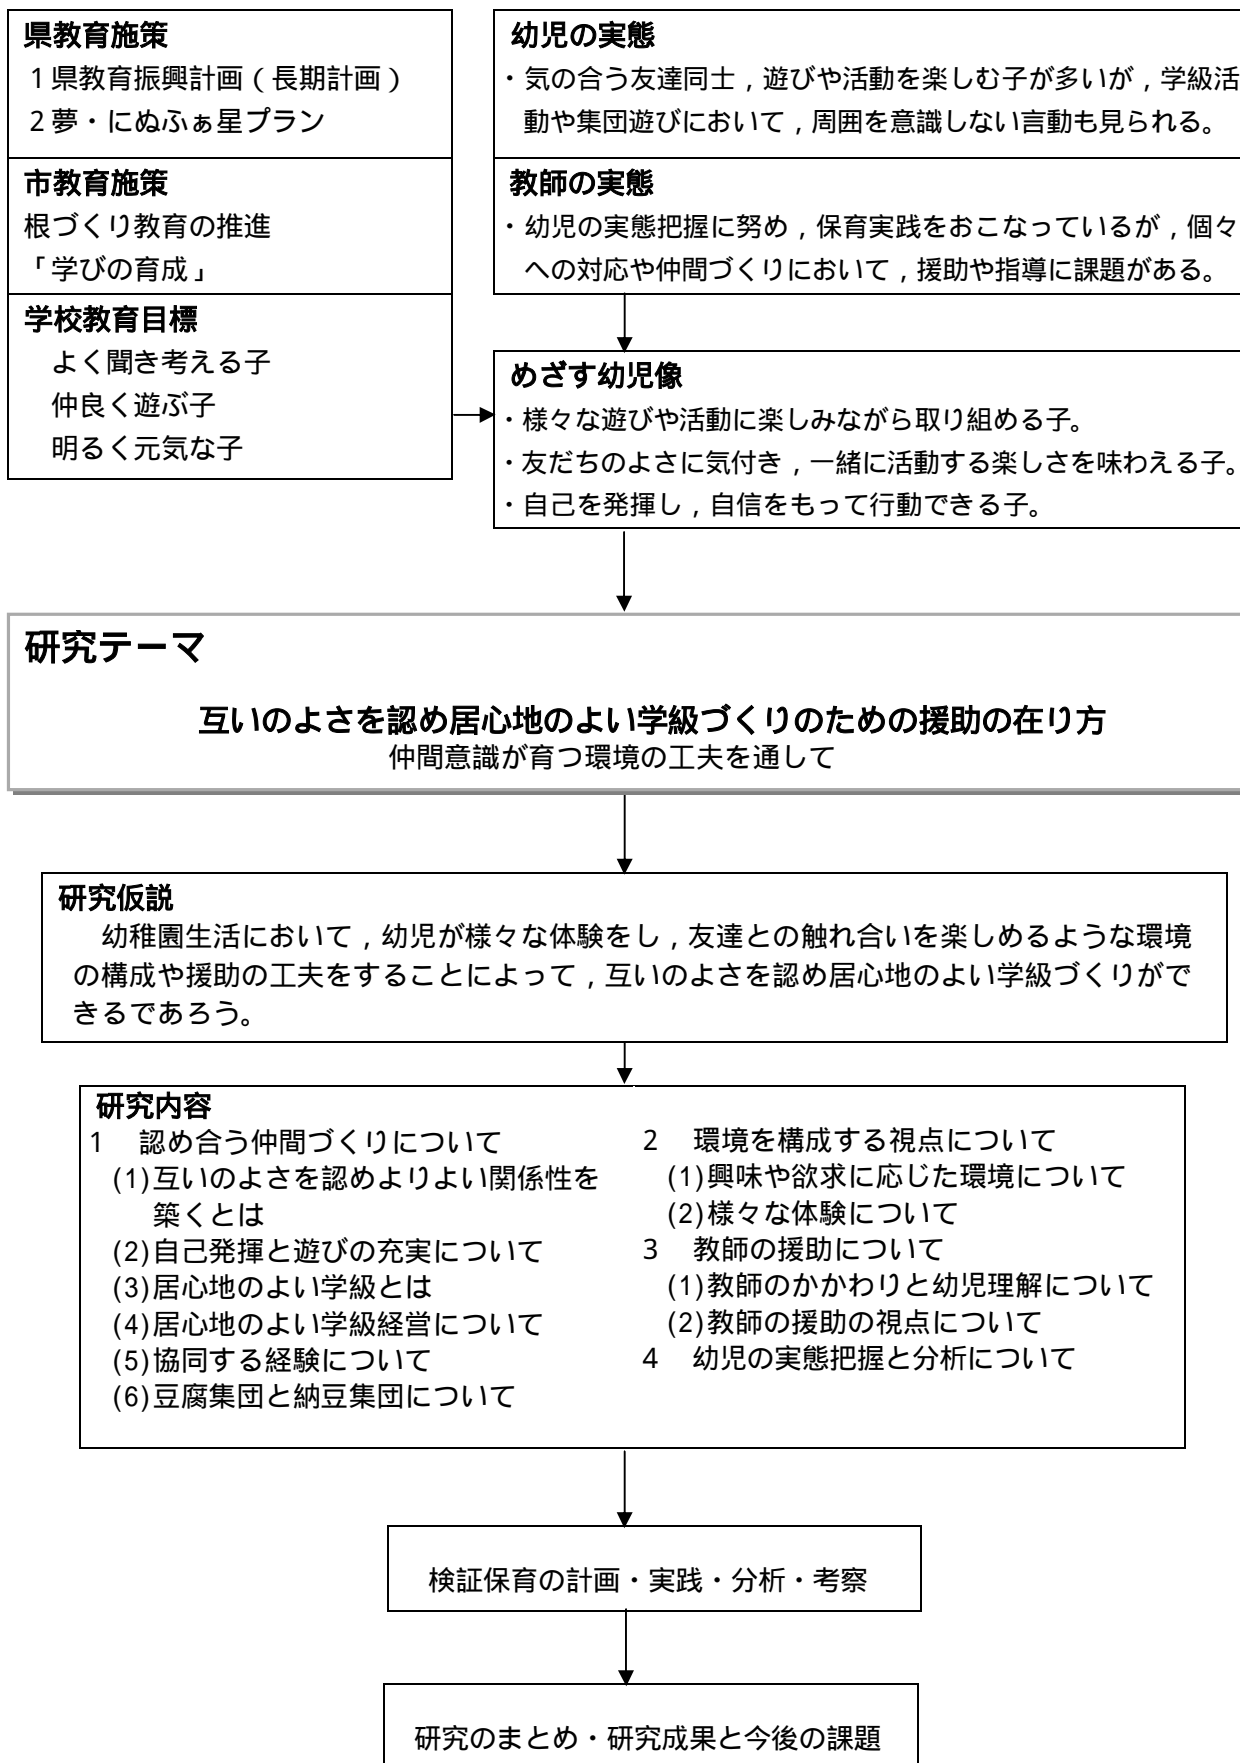 県教育施策
1県教育振興計画（長期計画）
2夢・にぬふぁ星プラン
市教育施策
根づくり教育の推進
「学びの育成」
学校教育目標
よく聞き考える子
仲良く遊ぶ子
明るく元気な子
幼児の実態
・気の合う友達同士，遊びや活動を楽しむ子が多いが，学級活
動や集団遊びにおいて，周囲を意識しない言動も見られる。
教師の実態
・幼児の実態把握に努め，保育実践をおこなっているが，個々
への対応や仲間づくりにおいて，援助や指導に課題がある。
めざす幼児像
・様々な遊びや活動に楽しみながら取り組める子。
・友だちのよさに気付き，一緒に活動する楽しさを味わえる子。
・自己を発揮し，自信をもって行動できる子。
研究テーマ
互いのよさを認め居心地のよい学級づくりのための援助の在り方
仲間意識が育つ環境の工夫を通して
研究仮説
幼稚園生活において，幼児が様々な体験をし，友達との触れ合いを楽しめるような環境
の構成や援助の工夫をすることによって，互いのよさを認め居心地のよい学級づくりがで
きるであろう。
研究内容
1　認め合う仲間づくりについて
(1)互いのよさを認めよりよい関係性を
築くとは
(2)自己発揮と遊びの充実について
(3)居心地のよい学級とは
(4)居心地のよい学級経営について
(5)協同する経験について
(6)豆腐集団と納豆集団について
2　環境を構成する視点について
(1)興味や欲求に応じた環境について
(2)様々な体験について
3　教師の援助について
(1)教師のかかわりと幼児理解について
(2)教師の援助の視点について
4　幼児の実態把握と分析について
検証保育の計画・実践・分析・考察
研究のまとめ・研究成果と今後の課題